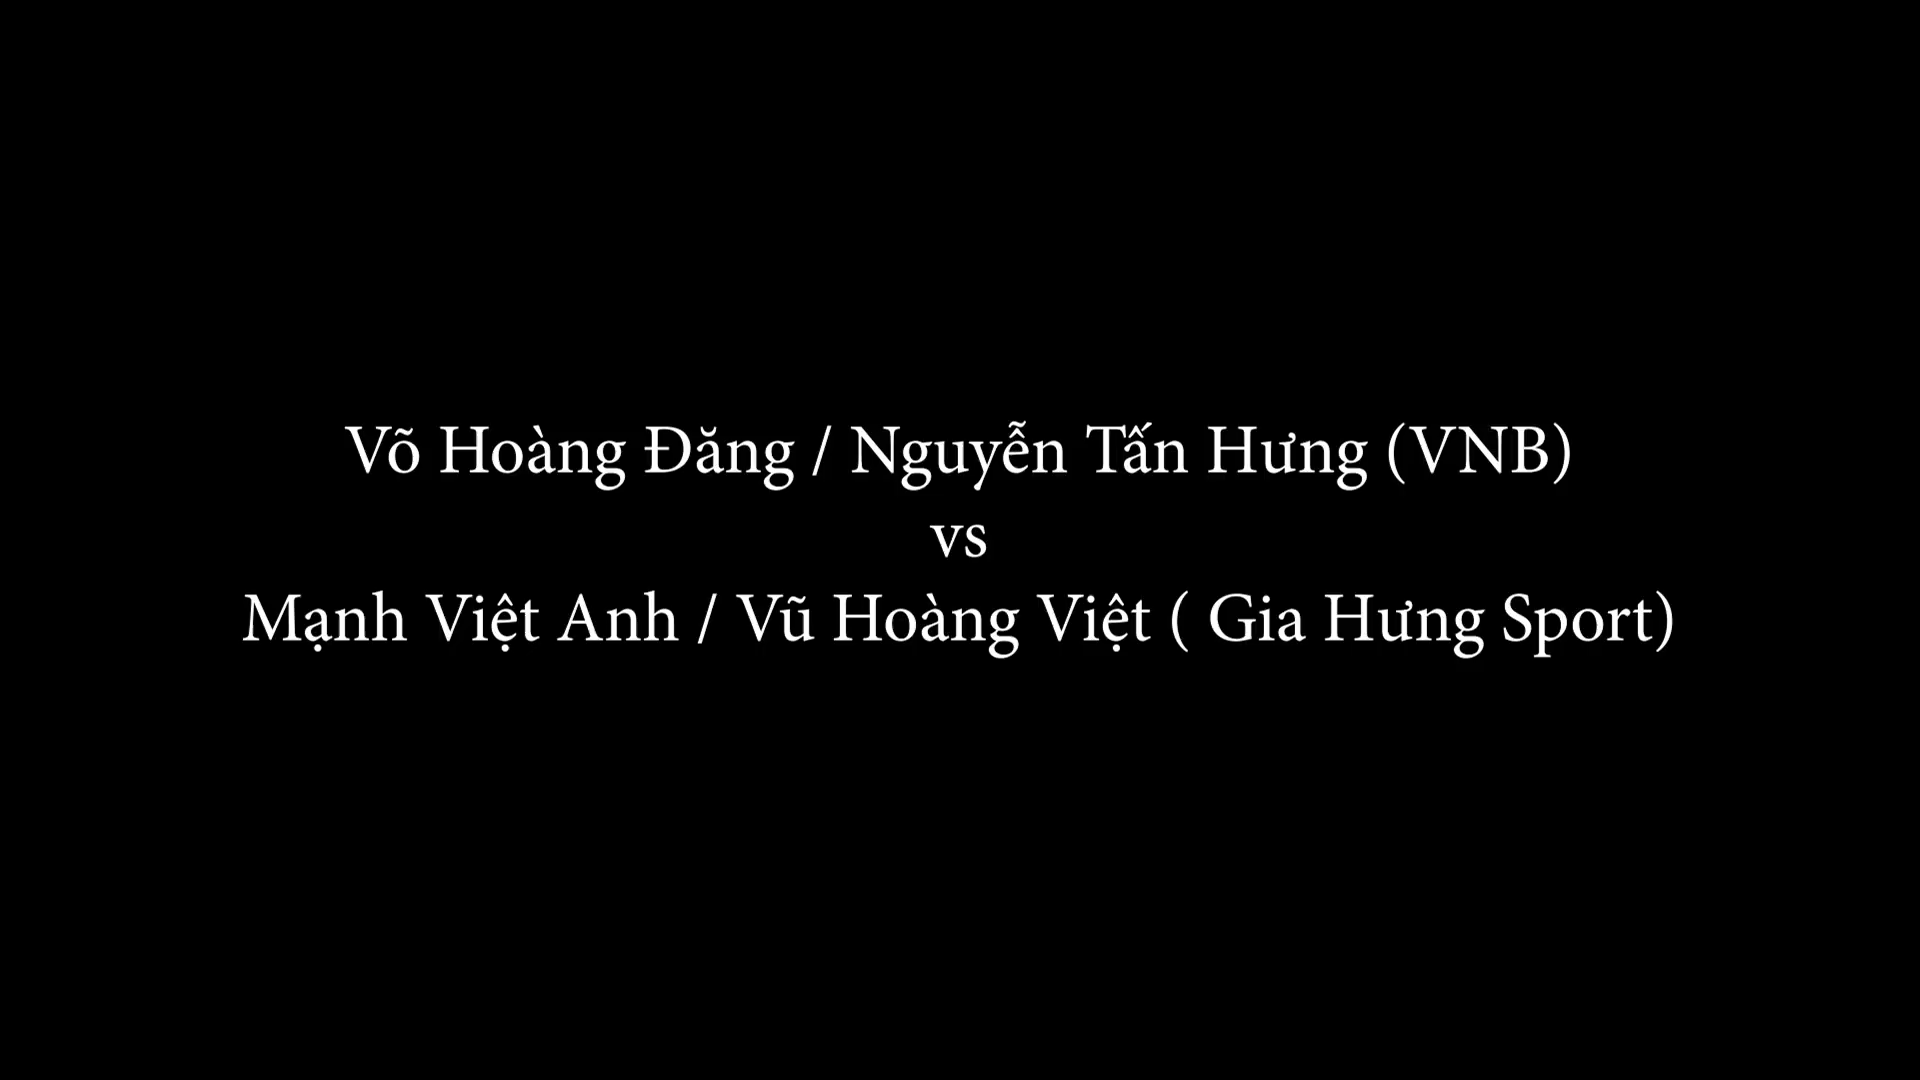 Võ Hoàng Đăng / Nguyễn Tấn Hưng (VNB)
vs
Mạnh Việt Anh / Vũ Hoàng Việt ( Gia Hưng Sport)